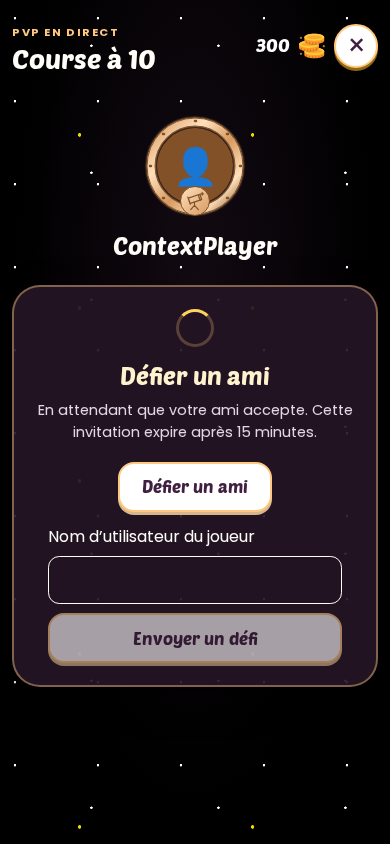 PVP EN DIRECT
Course à 10
300
×
ContextPlayer
Défier un ami
En attendant que votre ami accepte. Cette
invitation expire après 15 minutes.
Défier un ami
Nom d’utilisateur du joueur
Envoyer un défi